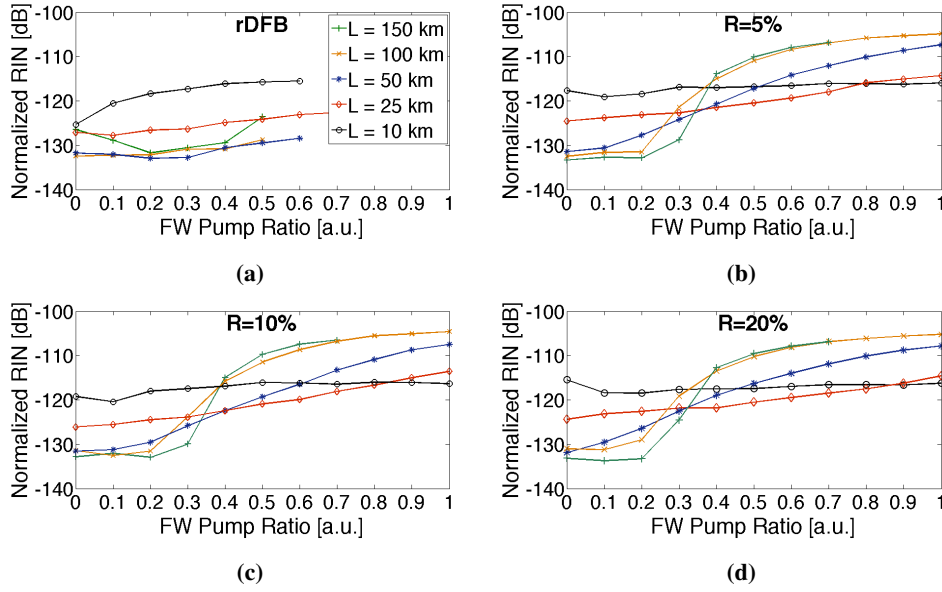 rDFB
Normalized RIN [dB]
-100
-110
-120
-130
-140
0 0.1 0.2 0.3 0.4 0.5 0.6 0.7 0.8 0.9 1
FW Pump Ratio [a.u.]
L = 150 km
L = 100 km
L = 50 km
L = 25 km
L = 10 km
(a)
R=5%
Normalized RIN [dB]
-100
-110
-120
-130
-140
0 0.1 0.2 0.3 0.4 0.5 0.6 0.7 0.8 0.9 1
FW Pump Ratio [a.u.]
(b)
R=10%
Normalized RIN [dB]
-100
-110
-120
-130
-140
0 0.1 0.2 0.3 0.4 0.5 0.6 0.7 0.8 0.9 1
FW Pump Ratio [a.u.]
(c)
R=20%
Normalized RIN [dB]
-100
-110
-120
-130
-140
0 0.1 0.2 0.3 0.4 0.5 0.6 0.7 0.8 0.9 1
FW Pump Ratio [a.u.]
(d)